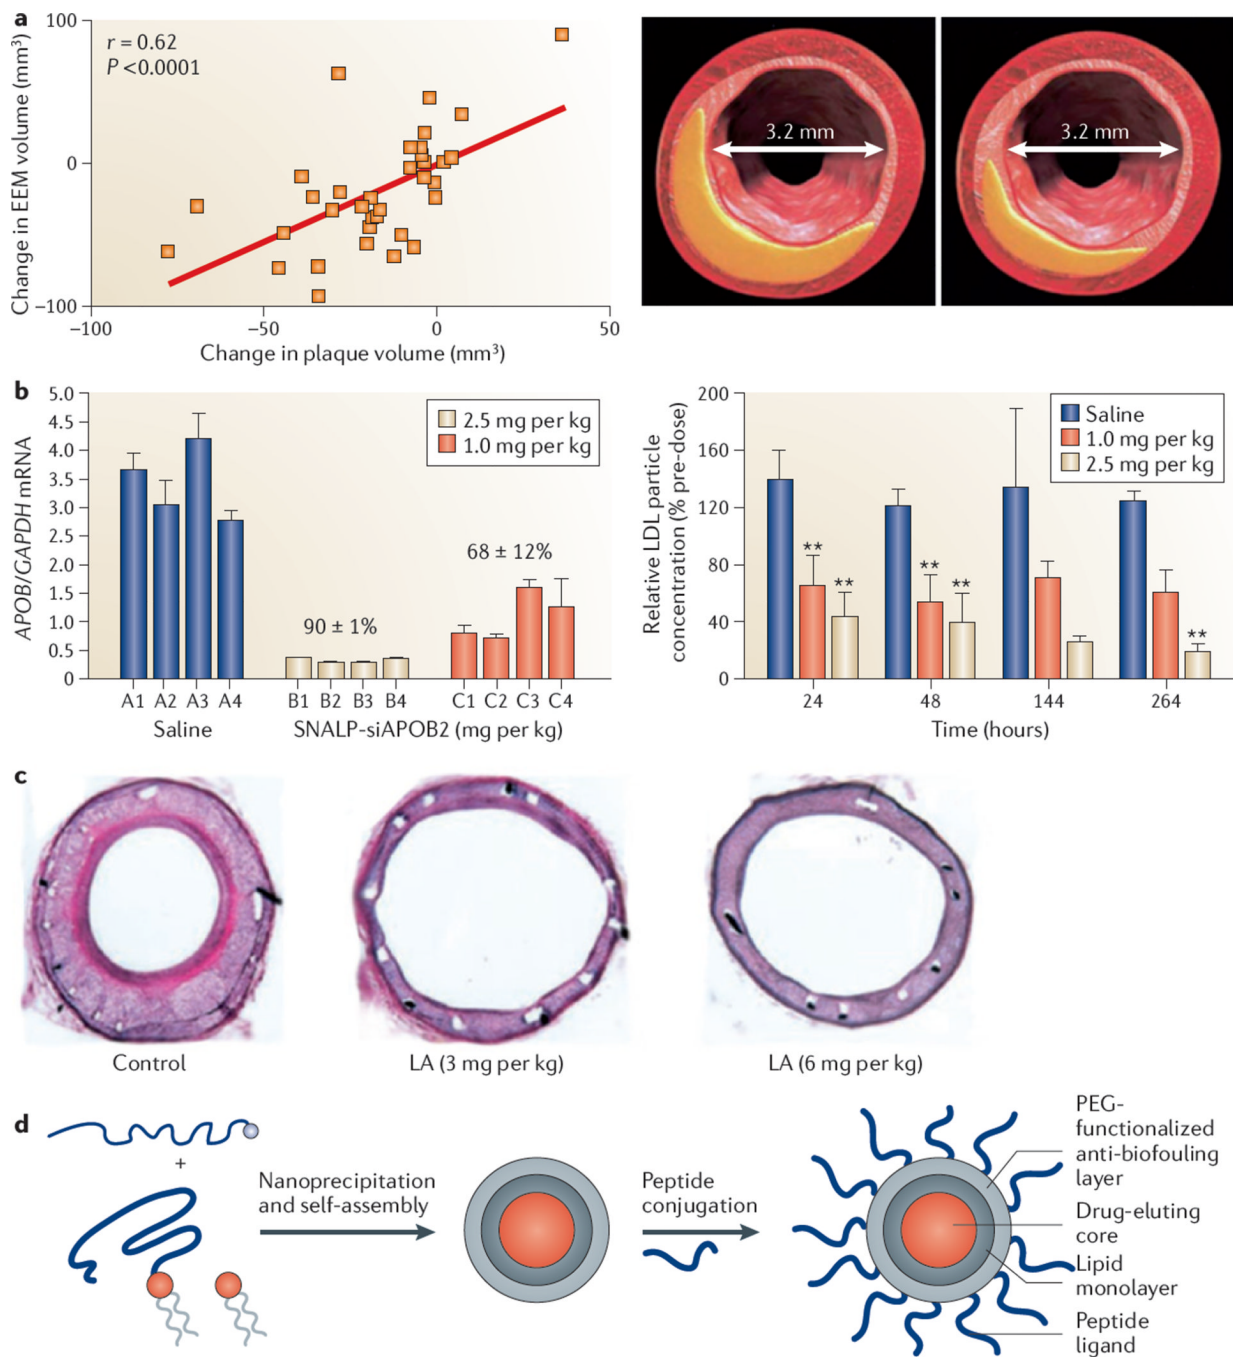 a
100
0
−100
Change in EEM volume (mm³)
r = 0.62
P <0.0001
−100
−50
0
50
Change in plaque volume (mm³)
3.2 mm
3.2 mm
b
5.0
4.5
4.0
3.5
3.0
2.5
2.0
1.5
1.0
0.5
0
APOB/GAPDH mRNA
2.5 mg per kg
1.0 mg per kg
90 ± 1%
68 ± 12%
A1 A2 A3 A4
B1 B2 B3 B4
C1 C2 C3 C4
Saline
SNALP-siAPOB2 (mg per kg)
200
160
120
80
40
0
Relative LDL particle
concentration (% pre-dose)
Saline
1.0 mg per kg
2.5 mg per kg
**
**
**
**
**
24
48
144
264
Time (hours)
c
Control
LA (3 mg per kg)
LA (6 mg per kg)
d
+
Nanoprecipitation
and self-assembly
Peptide
conjugation
PEG-
functionalized
anti-biofouling
layer
Drug-eluting
core
Lipid
monolayer
Peptide
ligand